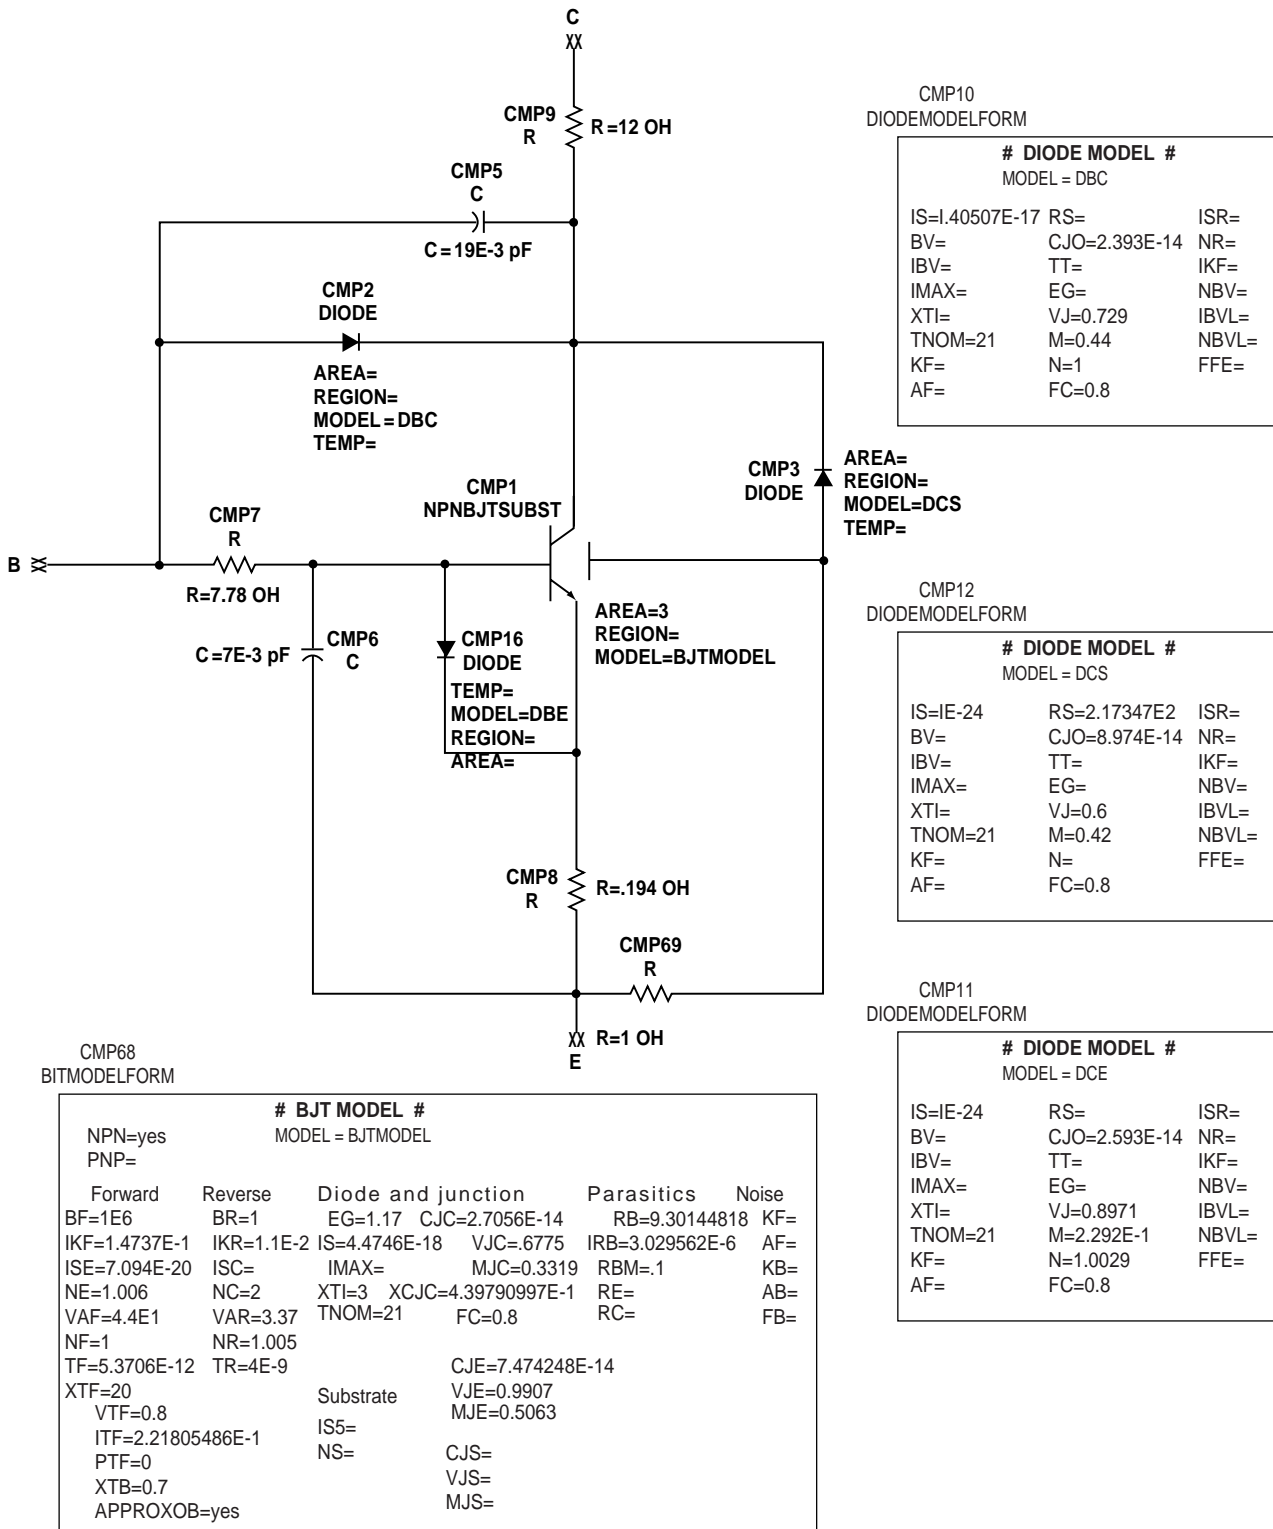 C
CMP9
R
R=12 OH
CMP5
C
C=19E-3 pF
CMP2
DIODE
AREA=
REGION=
MODEL=DBC
TEMP=
CMP1
NPNBJTSUBST
CMP3
DIODE
AREA=
REGION=
MODEL=DCS
TEMP=
CMP7
R
B
R=7.78 OH
AREA=3
REGION=
MODEL=BJTMODEL
C=7E-3 pF
CMP6
C
CMP16
DIODE
TEMP=
MODEL=DBE
REGION=
AREA=
CMP8
R
R=.194 OH
CMP69
R
R=1 OH
E
CMP10
DIODEMODELFORM
# DIODE MODEL #
MODEL = DBC
IS=I.40507E-17 RS= ISR=
BV= CJO=2.393E-14 NR=
IBV= TT= IKF=
IMAX= EG= NBV=
XTI= VJ=0.729 IBVL=
TNOM=21 M=0.44 NBVL=
KF= N=1 FFE=
AF= FC=0.8
CMP12
DIODEMODELFORM
# DIODE MODEL #
MODEL = DCS
IS=IE-24 RS=2.17347E2 ISR=
BV= CJO=8.974E-14 NR=
IBV= TT= IKF=
IMAX= EG= NBV=
XTI= VJ=0.6 IBVL=
TNOM=21 M=0.42 NBVL=
KF= N= FFE=
AF= FC=0.8
CMP11
DIODEMODELFORM
# DIODE MODEL #
MODEL = DCE
IS=IE-24 RS= ISR=
BV= CJO=2.593E-14 NR=
IBV= TT= IKF=
IMAX= EG= NBV=
XTI= VJ=0.8971 IBVL=
TNOM=21 M=2.292E-1 NBVL=
KF= N=1.0029 FFE=
AF= FC=0.8
CMP68
BITMODELFORM
# BJT MODEL #
NPN=yes MODEL = BJTMODEL
PNP=
Forward Reverse Diode and junction Parasitics Noise
BF=1E6 BR=1 EG=1.17 CJC=2.7056E-14 RB=9.30144818 KF=
IKF=1.4737E-1 IKR=1.1E-2 IS=4.4746E-18 VJC=.6775 IRB=3.029562E-6 AF=
ISE=7.094E-20 ISC= IMAX= MJC=0.3319 RBM=.1 KB=
NE=1.006 NC=2 XTI=3 XCJC=4.39790997E-1 RE= AB=
VAF=4.4E1 VAR=3.37 TNOM=21 FC=0.8 RC= FB=
NF=1 NR=1.005
TF=5.3706E-12 TR=4E-9 CJE=7.474248E-14
XTF=20 Substrate VJE=0.9907
VTF=0.8 MJE=0.5063
ITF=2.21805486E-1 IS5=
PTF=0 NS= CJS=
XTB=0.7 VJS=
APPROXOB=yes MJS=